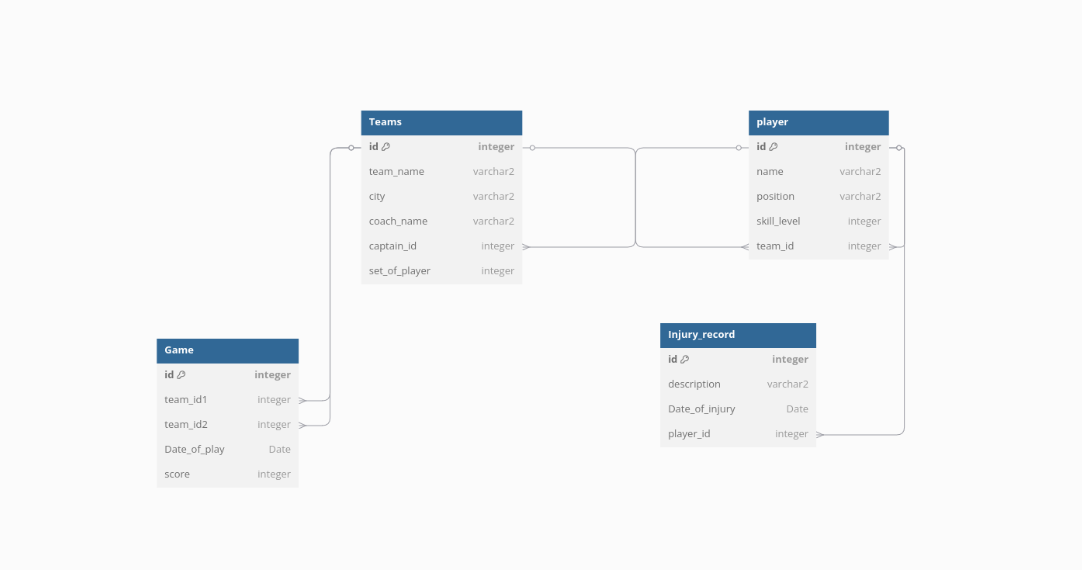 Teams
id integer
team_name varchar2
city varchar2
coach_name varchar2
captain_id integer
set_of_player integer
player
id integer
name varchar2
position varchar2
skill_level integer
team_id integer
Game
id integer
team_id1 integer
team_id2 integer
Date_of_play Date
score integer
Injury_record
id integer
description varchar2
Date_of_injury Date
player_id integer